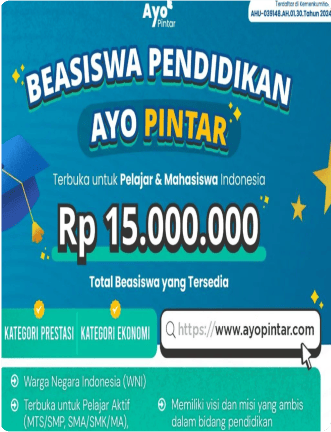 Ayo
Pintar
Terdaftar di Kemenkumham
AHU-039148.AH.01.30.Tahun 2024
BEASISWA PENDIDIKAN
AYO PINTAR
Terbuka untuk Pelajar & Mahasiswa Indonesia
Rp 15.000.000
Total Beasiswa yang Tersedia
KATEGORI PRESTASI
KATEGORI EKONOMI
https://www.ayopintar.com
Warga Negara Indonesia (WNI)
Terbuka untuk Pelajar Aktif
(MTS/SMP, SMA/SMK/MA),
Memiliki visi dan misi yang ambis
dalam bidang pendidikan